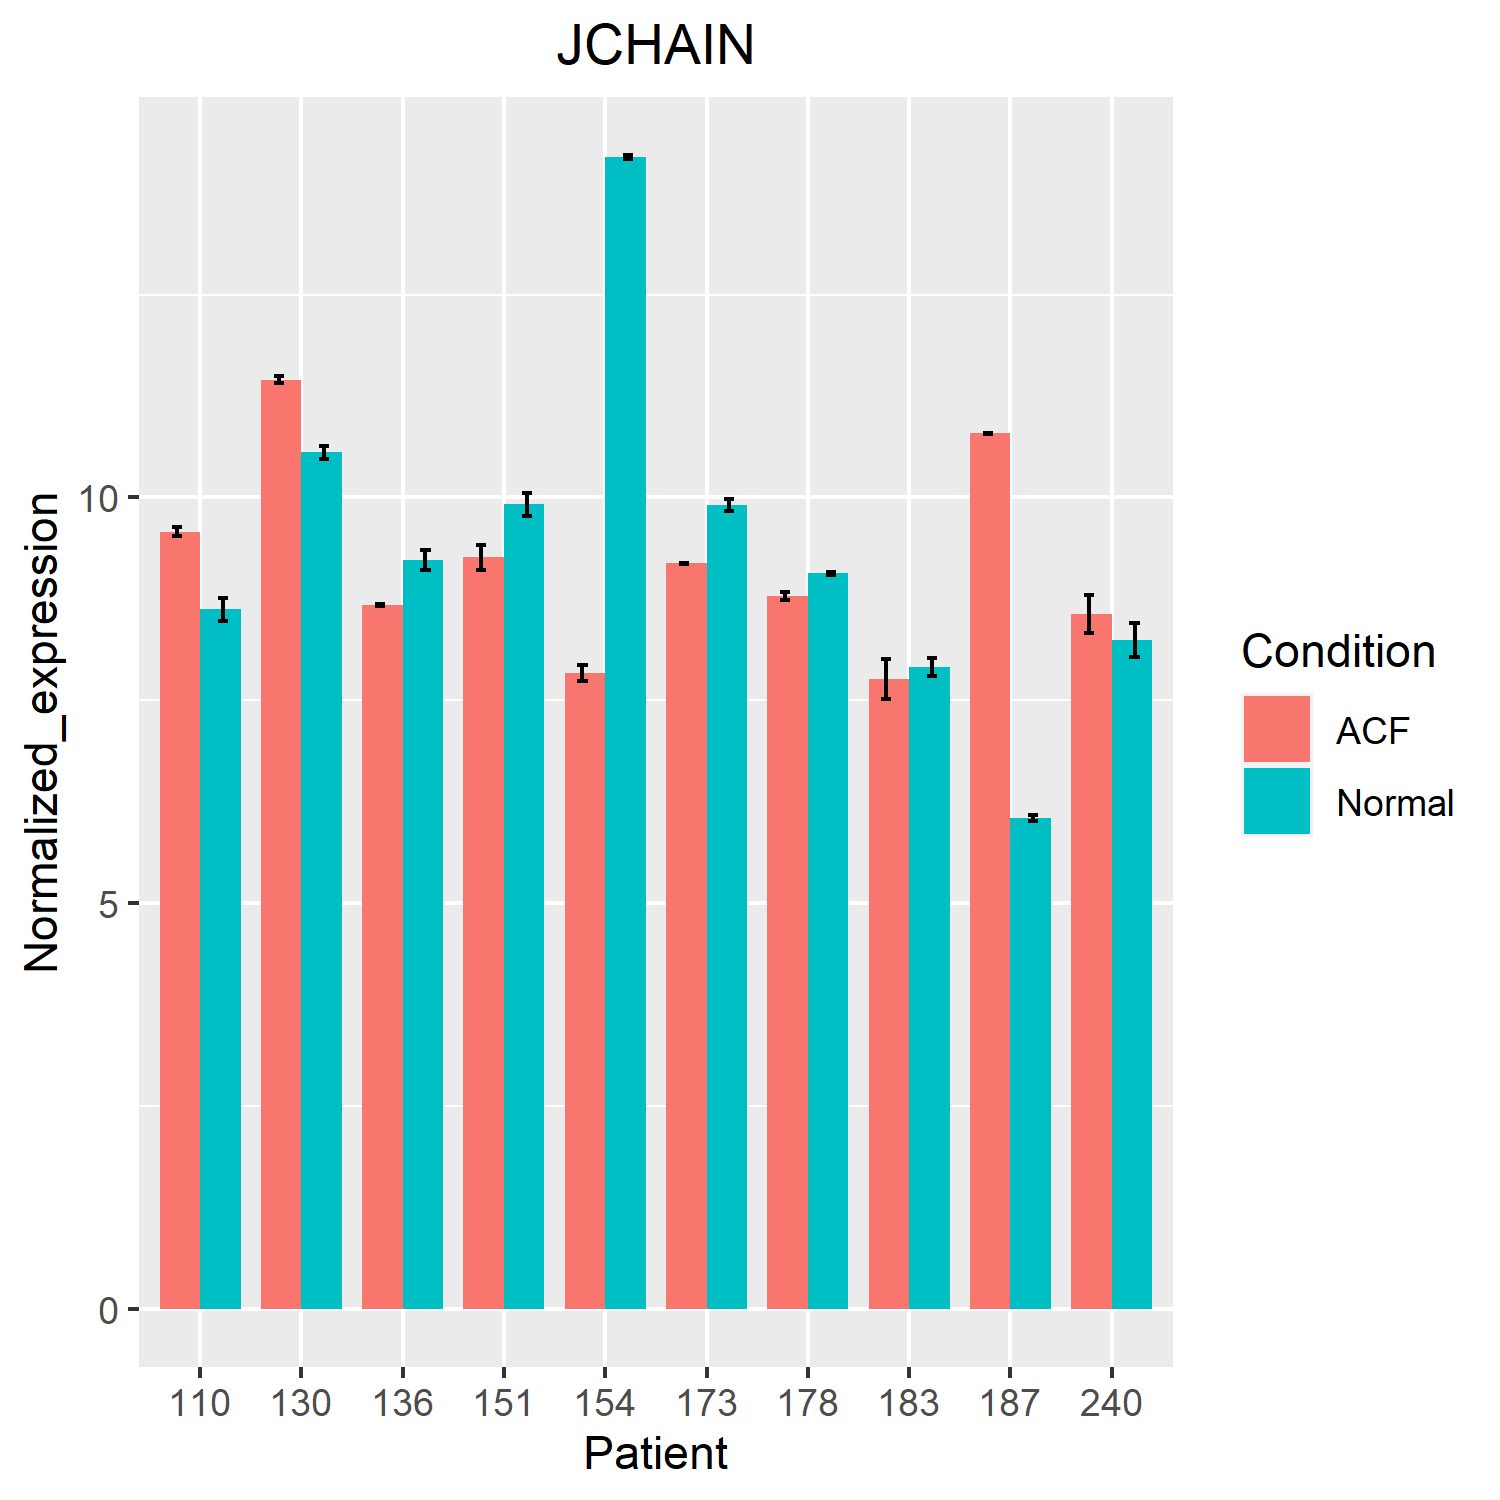 JCHAIN
Normalized_expression
10
5
0
110 130 136 151 154 173 178 183 187 240
Patient
Condition
ACF
Normal